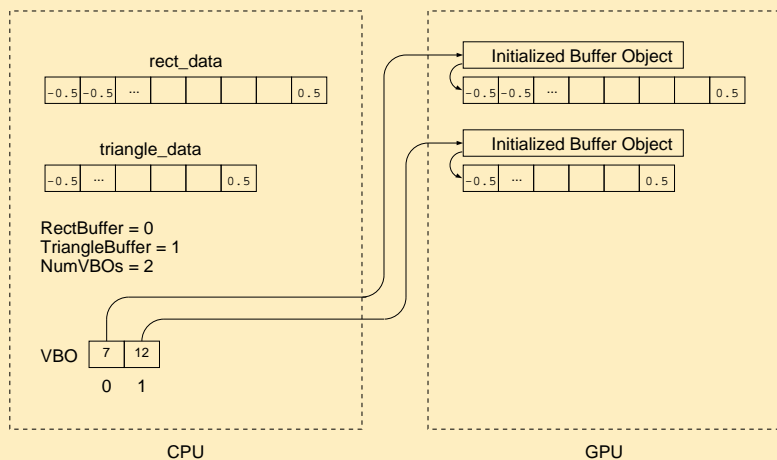 rect_data
-0.5 -0.5 ... 0.5
triangle_data
-0.5 ... 0.5
RectBuffer = 0
TriangleBuffer = 1
NumVBOs = 2
VBO 7 12
0 1
CPU
Initialized Buffer Object
-0.5 -0.5 ... 0.5
Initialized Buffer Object
-0.5 ... 0.5
GPU